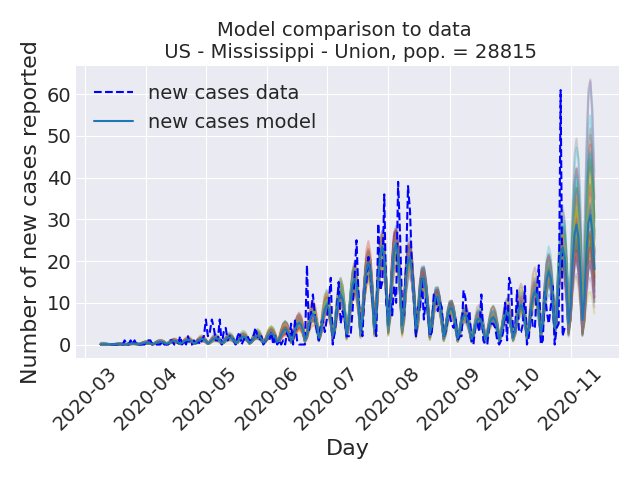 Model comparison to data
US - Mississippi - Union, pop. = 28815
Number of new cases reported
60
50
40
30
20
10
0
new cases data
new cases model
2020-03
2020-04
2020-05
2020-06
2020-07
2020-08
2020-09
2020-10
2020-11
Day